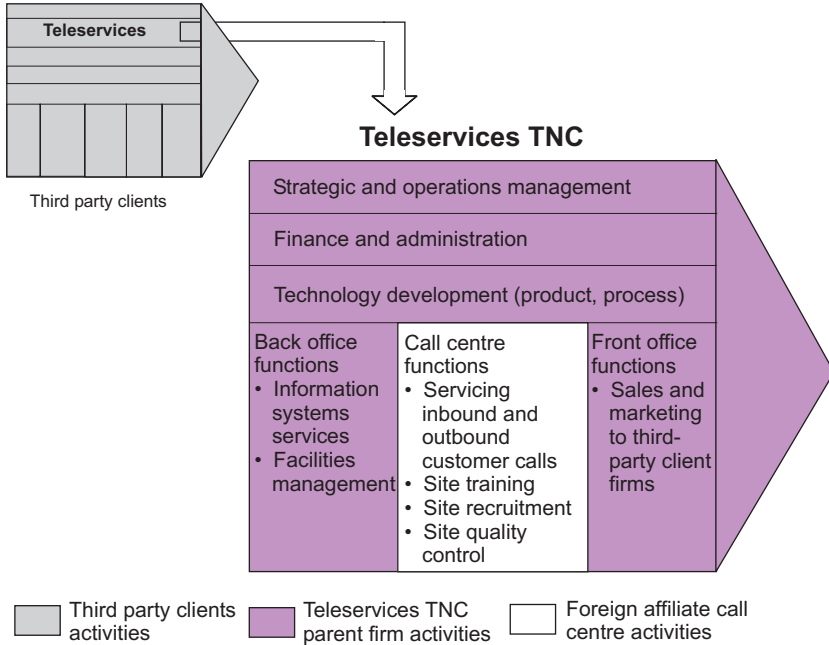 Teleservices
Third party clients
Teleservices TNC
Strategic and operations management
Finance and administration
Technology development (product, process)
Back office
functions
• Information
systems
services
• Facilities
management
Call centre
functions
• Servicing
inbound and
outbound
customer calls
• Site training
• Site recruitment
• Site quality
control
Front office
functions
• Sales and
marketing
to third-
party client
firms
Third party clients
activities
Teleservices TNC
parent firm activities
Foreign affiliate call
centre activities